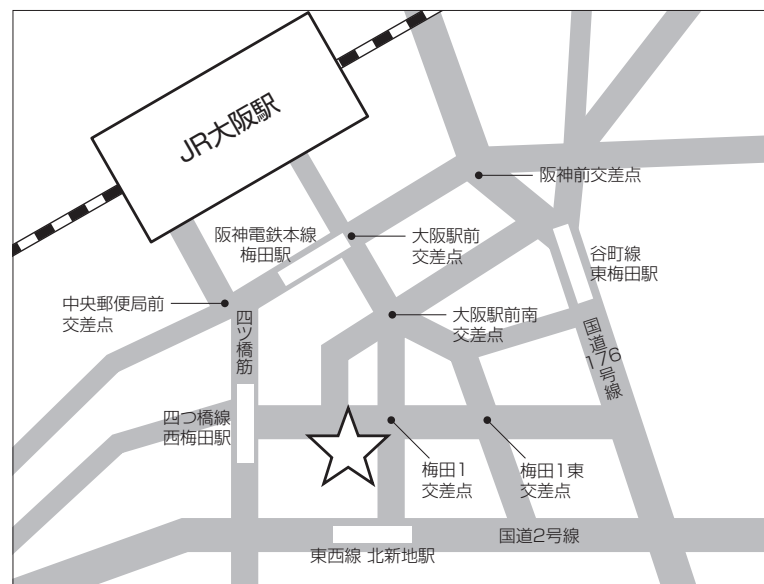 JR大阪駅
阪神前交差点
阪神電鉄本線
梅田駅
大阪駅前
交差点
谷町線
東梅田駅
中央郵便局前
交差点
四ツ橋筋
大阪駅前南
交差点
国道176号線
四つ橋線
西梅田駅
梅田1
交差点
梅田1東
交差点
国道2号線
東西線 北新地駅